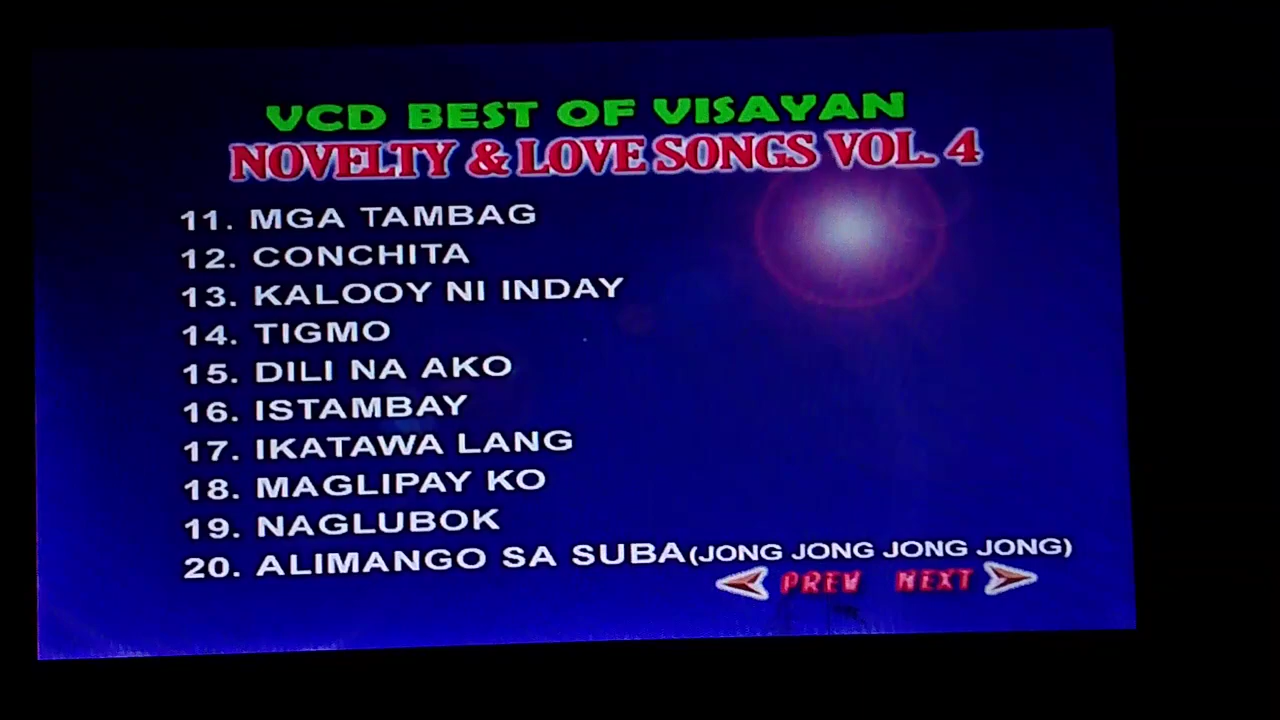 VCD BEST OF VISAYAN
NOVELTY & LOVE SONGS VOL. 4
11. MGA TAMBAG
12. CONCHITA
13. KALOOY NI INDAY
14. TIGMO
15. DILI NA AKO
16. ISTAMBAY
17. IKATAWA LANG
18. MAGLIPAY KO
19. NAGLUBOK
20. ALIMANGO SA SUBA(JONG JONG JONG JONG)
PREV NEXT